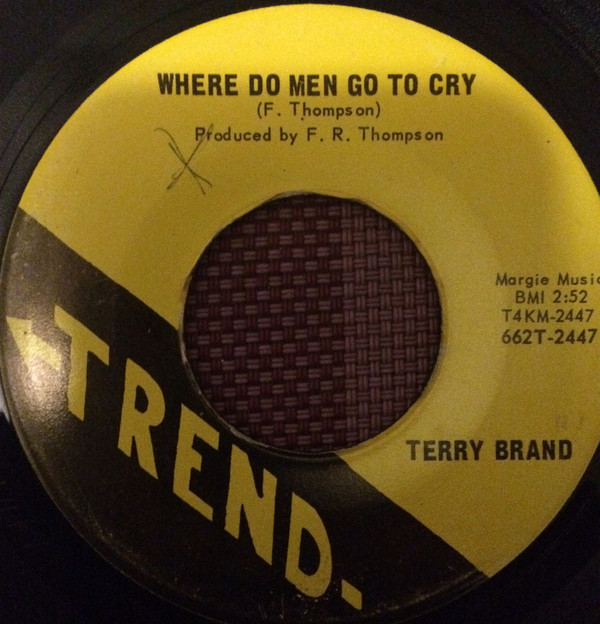 WHERE DO MEN GO TO CRY
(F. Thompson)
Produced by F. R. Thompson
Margie Music
BMI 2:52
T4KM-2447
662T-2447
TERRY BRAND
TREND.